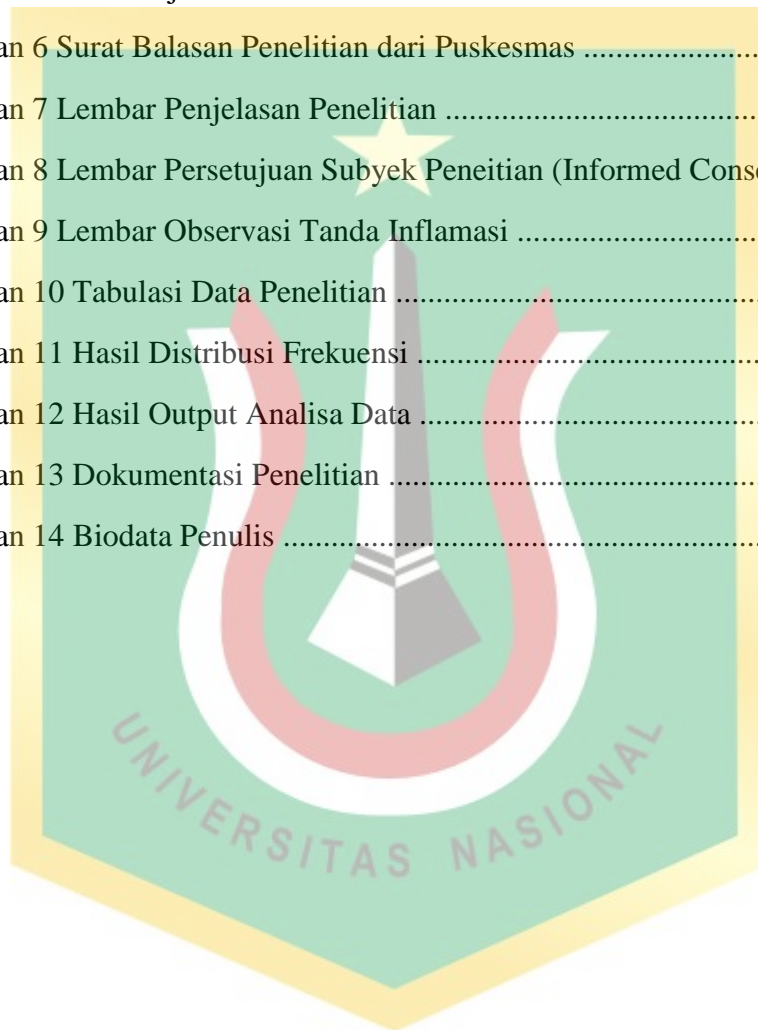 an 6 Surat Balasan Penelitian dari Puskesmas ........................
an 7 Lembar Penjelasan Penelitian ............................................
an 8 Lembar Persetujuan Subyek Peneitian (Informed Conse
an 9 Lembar Observasi Tanda Inflamasi ..................................
an 10 Tabulasi Data Penelitian ..................................................
an 11 Hasil Distribusi Frekuensi ...............................................
an 12 Hasil Output Analisa Data ...............................................
an 13 Dokumentasi Penelitian ...................................................
an 14 Biodata Penulis .................................................................
UNIVERSITAS NASIONAL